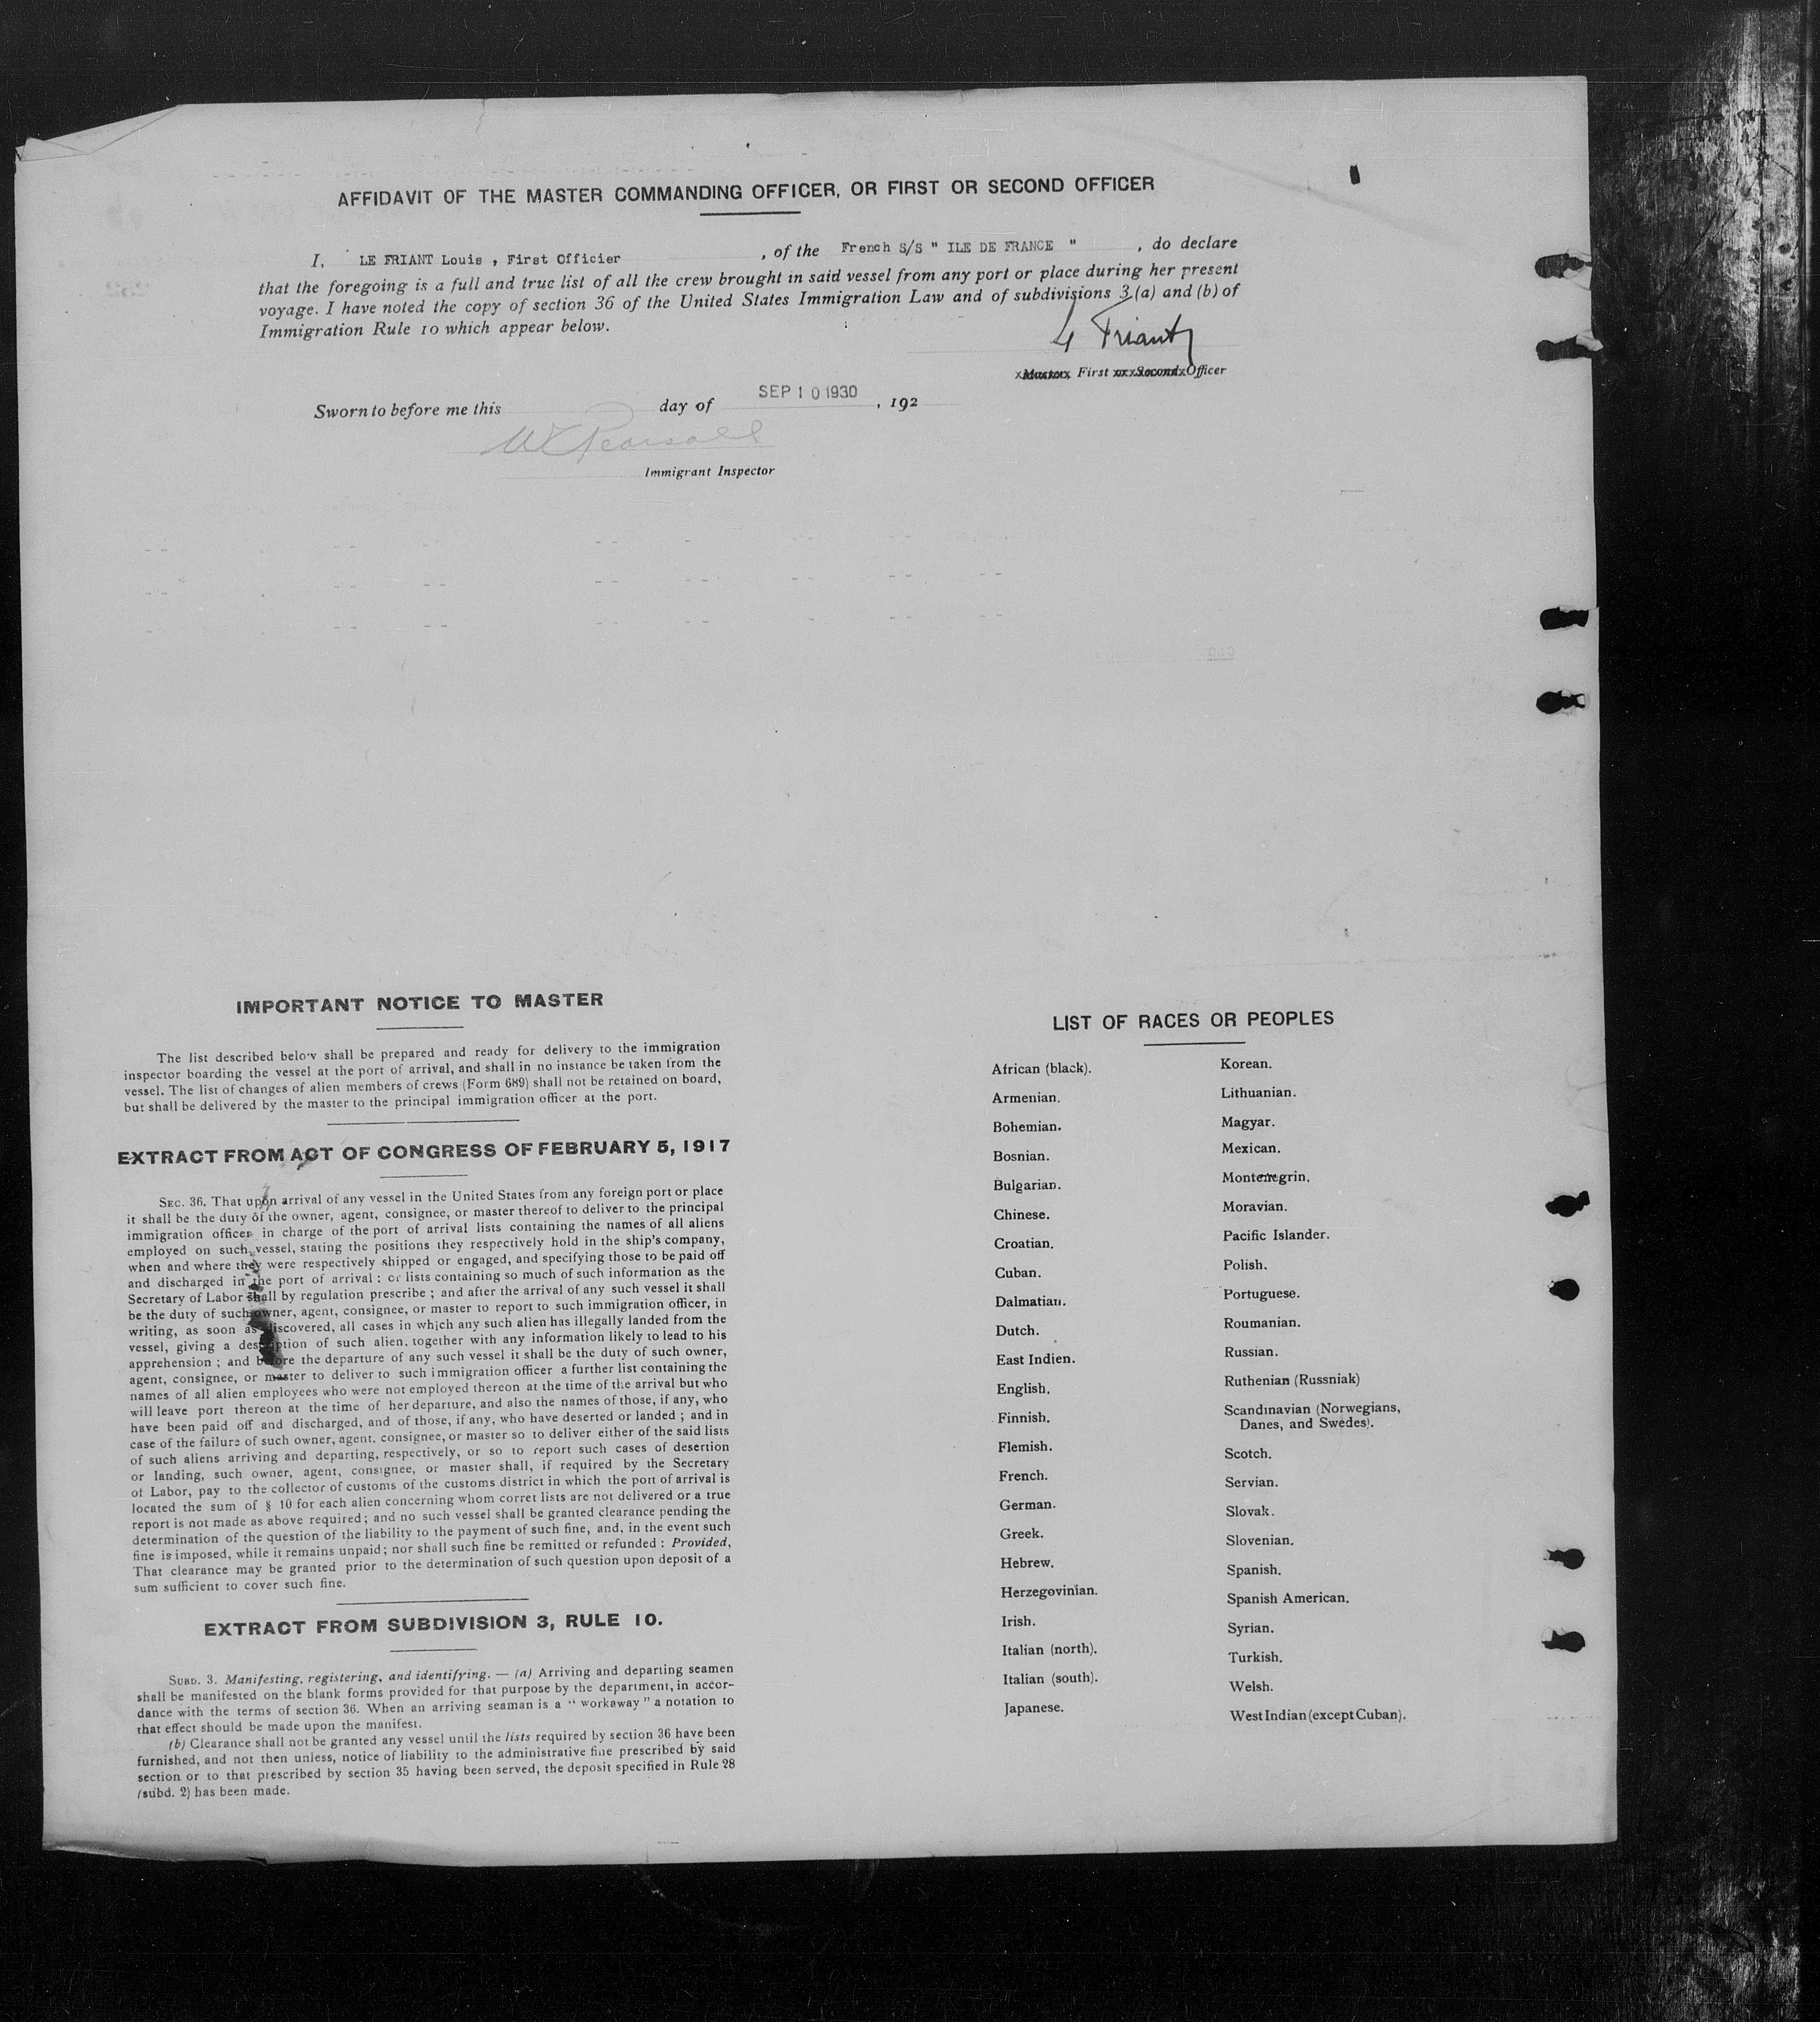 AFFIDAVIT OF THE MASTER COMMANDING OFFICER, OR FIRST OR SECOND OFFICER
I, LE FRIANT Louis , First Officier , of the French S/S " ILE DE FRANCE " , do declare
that the foregoing is a full and true list of all the crew brought in said vessel from any port or place during her present
voyage. I have noted the copy of section 36 of the United States Immigration Law and of subdivisions 3 (a) and (b) of
Immigration Rule 10 which appear below.
Le Friant
Master First or Second Officer
Sworn to before me this day of SEP 10 1930 , 192
W Pearsall
Immigrant Inspector
IMPORTANT NOTICE TO MASTER
The list described below shall be prepared and ready for delivery to the immigration
inspector boarding the vessel at the port of arrival, and shall in no instance be taken from the
vessel. The list of changes of alien members of crews (Form 689) shall not be retained on board,
but shall be delivered by the master to the principal immigration officer at the port.
EXTRACT FROM ACT OF CONGRESS OF FEBRUARY 5, 1917
SEC. 36. That upon arrival of any vessel in the United States from any foreign port or place
it shall be the duty of the owner, agent, consignee, or master thereof to deliver to the principal
immigration officer in charge of the port of arrival lists containing the names of all aliens
employed on such vessel, stating the positions they respectively hold in the ship's company,
when and where they were respectively shipped or engaged, and specifying those to be paid off
and discharged in the port of arrival ; or lists containing so much of such information as the
Secretary of Labor shall by regulation prescribe ; and after the arrival of any such vessel it shall
be the duty of such owner, agent, consignee, or master to report to such immigration officer, in
writing, as soon as discovered, all cases in which any such alien has illegally landed from the
vessel, giving a description of such alien, together with any information likely to lead to his
apprehension ; and before the departure of any such vessel it shall be the duty of such owner,
agent, consignee, or master to deliver to such immigration officer a further list containing the
names of all alien employees who were not employed thereon at the time of the arrival but who
will leave port thereon at the time of her departure, and also the names of those, if any, who
have been paid off and discharged, and of those, if any, who have deserted or landed ; and in
case of the failure of such owner, agent, consignee, or master so to deliver either of the said lists
of such aliens arriving and departing, respectively, or so to report such cases of desertion
or landing, such owner, agent, consignee, or master shall, if required by the Secretary
of Labor, pay to the collector of customs of the customs district in which the port of arrival is
located the sum of § 10 for each alien concerning whom corret lists are not delivered or a true
report is not made as above required ; and no such vessel shall be granted clearance pending the
determination of the question of the liability to the payment of such fine, and, in the event such
fine is imposed, while it remains unpaid ; nor shall such fine be remitted or refunded : Provided,
That clearance may be granted prior to the determination of such question upon deposit of a
sum sufficient to cover such fine.
EXTRACT FROM SUBDIVISION 3, RULE 10.
SUBD. 3. Manifesting, registering, and identifying. — (a) Arriving and departing seamen
shall be manifested on the blank forms provided for that purpose by the department, in accor-
dance with the terms of section 36. When an arriving seaman is a " workaway " a notation to
that effect should be made upon the manifest.
(b) Clearance shall not be granted any vessel until the lists required by section 36 have been
furnished, and not then unless, notice of liability to the administrative fine prescribed by said
section or to that prescribed by section 35 having been served, the deposit specified in Rule 28
(subd. 2) has been made.
LIST OF RACES OR PEOPLES
African (black).
Armenian.
Bohemian.
Bosnian.
Bulgarian.
Chinese.
Croatian.
Cuban.
Dalmatian.
Dutch.
East Indien.
English.
Finnish.
Flemish.
French.
German.
Greek.
Hebrew.
Herzegovinian.
Irish.
Italian (north).
Italian (south).
Japanese.
Korean.
Lithuanian.
Magyar.
Mexican.
Montenegrin.
Moravian.
Pacific Islander.
Polish.
Portuguese.
Roumanian.
Russian.
Ruthenian (Russniak)
Scandinavian (Norwegians,
Danes, and Swedes).
Scotch.
Servian.
Slovak.
Slovenian.
Spanish.
Spanish American.
Syrian.
Turkish.
Welsh.
West Indian (except Cuban).